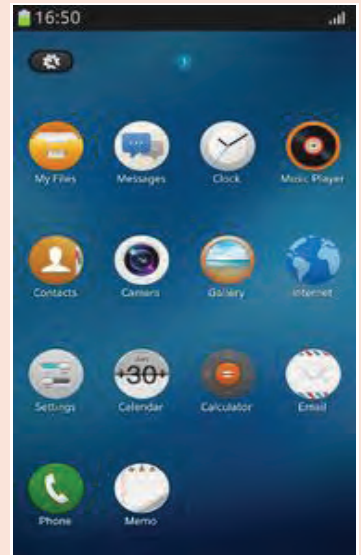 16:50
1
My Files Messages Clock Music Player
Contacts Camera Gallery Internet
30
Settings Calendar Calculator Email
Phone Memo